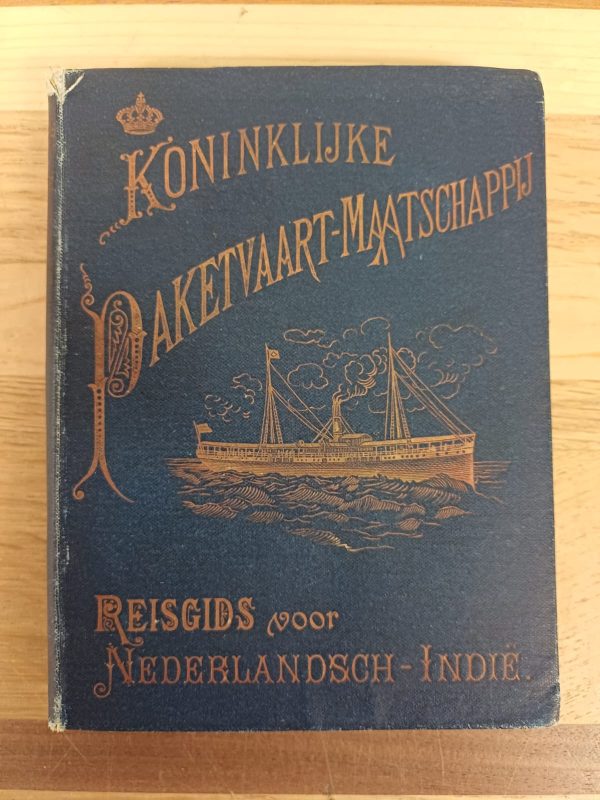 KONINKLIJKE
PAKETVAART-MAATSCHAPPIJ
REISGIDS voor
NEDERLANDSCH-INDIË.